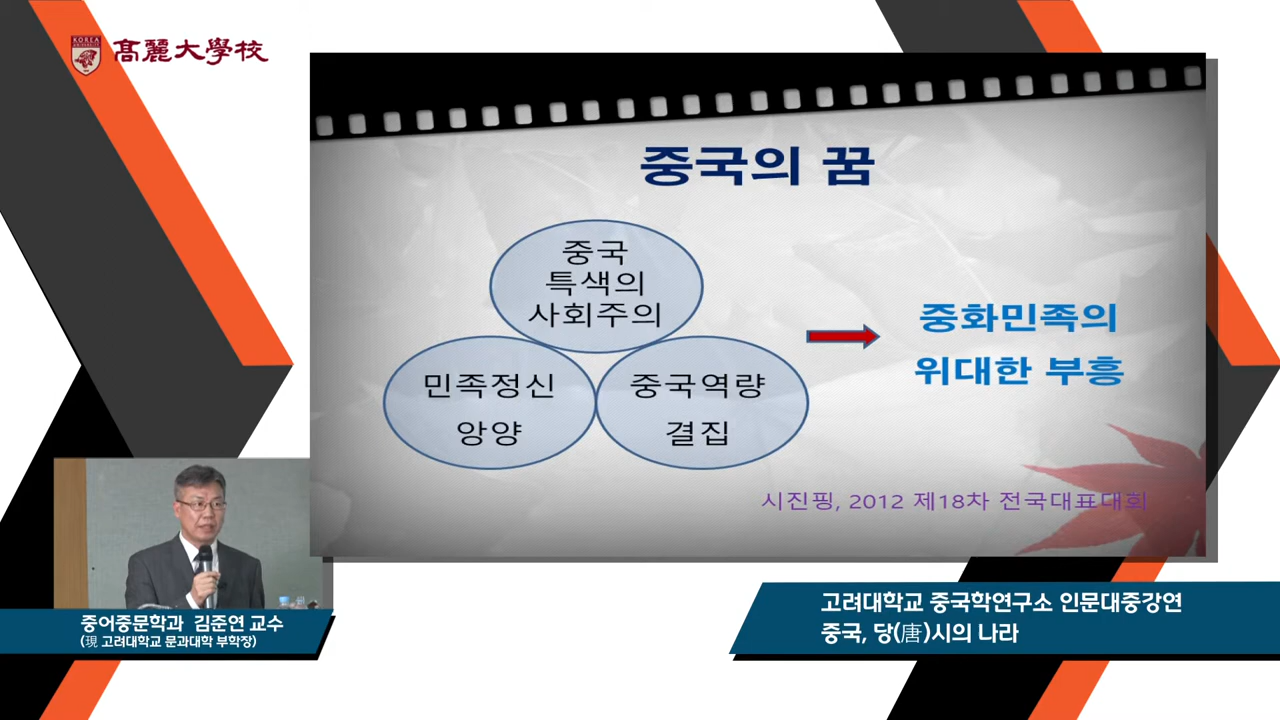 KOREA
UNIVERSITY
高麗大學校
중국의 꿈
중국
특색의
사회주의
민족정신
앙양
중국역량
결집
중화민족의
위대한 부흥
시진핑, 2012 제18차 전국대표대회
중어중문학과 김준연 교수
(現 고려대학교 문과대학 부학장)
고려대학교 중국학연구소 인문대중강연
중국, 당(唐)시의 나라